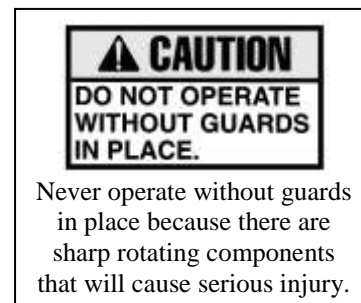 CAUTION
DO NOT OPERATE
WITHOUT GUARDS
IN PLACE.
Never operate without guards
in place because there are
sharp rotating components
that will cause serious injury.